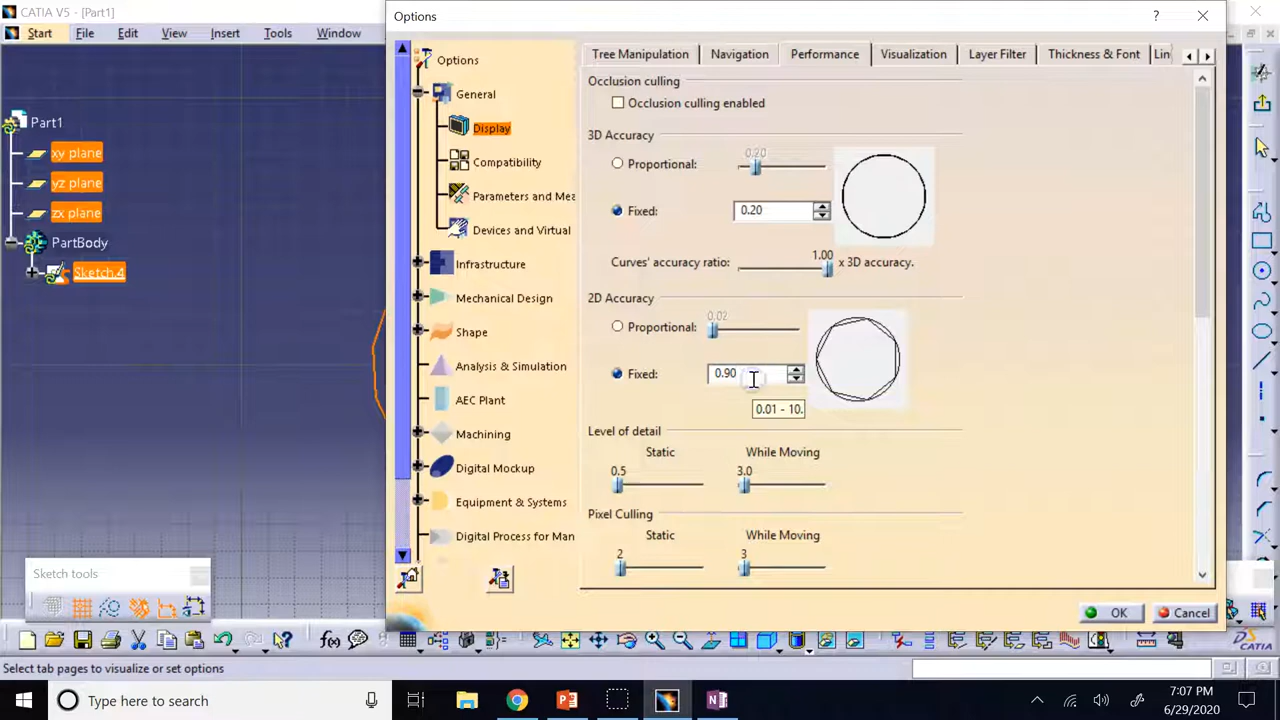 CATIA V5 - [Part1]
Start File Edit View Insert Tools Window
Part1
xy plane
yz plane
zx plane
PartBody
Sketch.4
Sketch tools
Options
?
Options
General
Display
Compatibility
Parameters and Mea
Devices and Virtual
Infrastructure
Mechanical Design
Shape
Analysis & Simulation
AEC Plant
Machining
Digital Mockup
Equipment & Systems
Digital Process for Man
Tree Manipulation Navigation Performance Visualization Layer Filter Thickness & Font Lin
Occlusion culling
Occlusion culling enabled
3D Accuracy
0.20
Proportional:
Fixed: 0.20
1.00
Curves' accuracy ratio: x 3D accuracy.
2D Accuracy
0.02
Proportional:
Fixed: 0.90
0.01 - 10.
Level of detail
Static While Moving
0.5 3.0
Pixel Culling
Static While Moving
2 3
OK Cancel
f(x)
CATIA
Select tab pages to visualize or set options
Type here to search
7:07 PM
6/29/2020